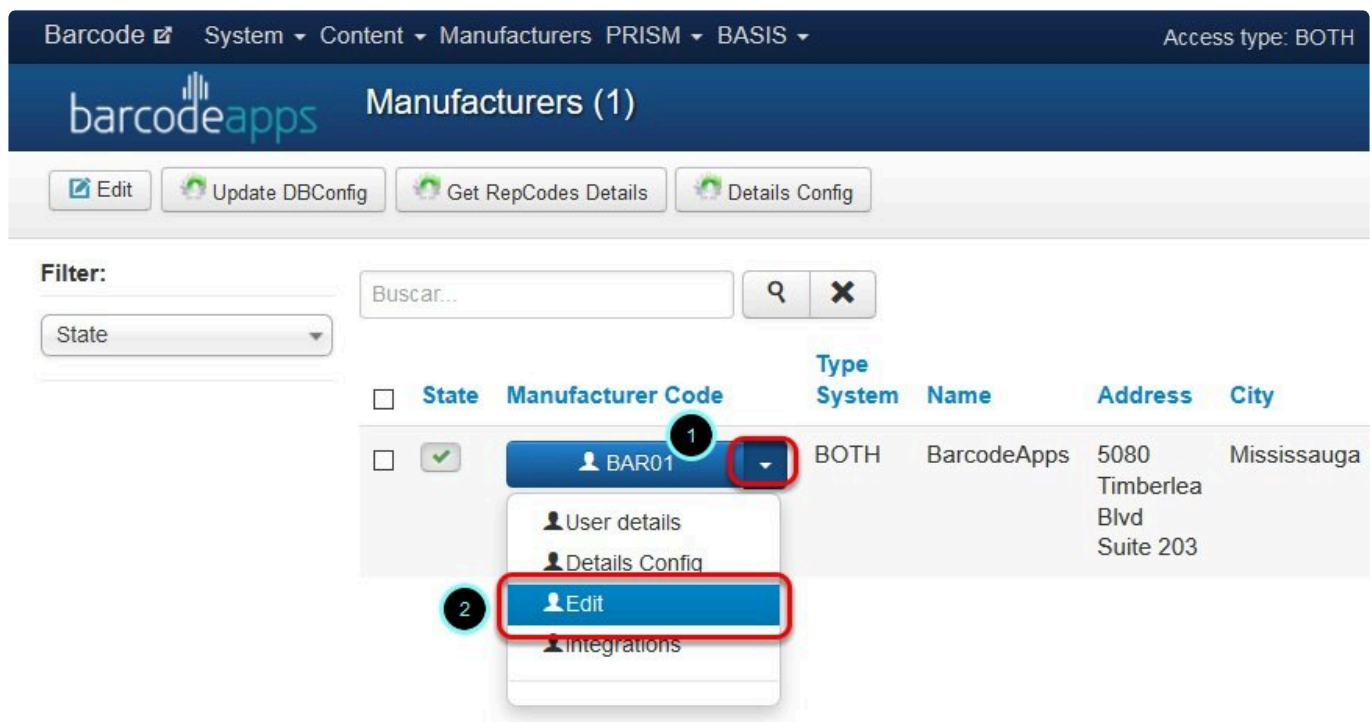 Barcode System Content Manufacturers PRISM BASIS Access type: BOTH
barcodeapps Manufacturers (1)
Edit Update DBConfig Get RepCodes Details Details Config
Filter:
Buscar...
State
State Manufacturer Code Type System Name Address City
1
BAR01 BOTH BarcodeApps 5080 Mississauga
Timberlea
Blvd
Suite 203
User details
Details Config
2 Edit
Integrations